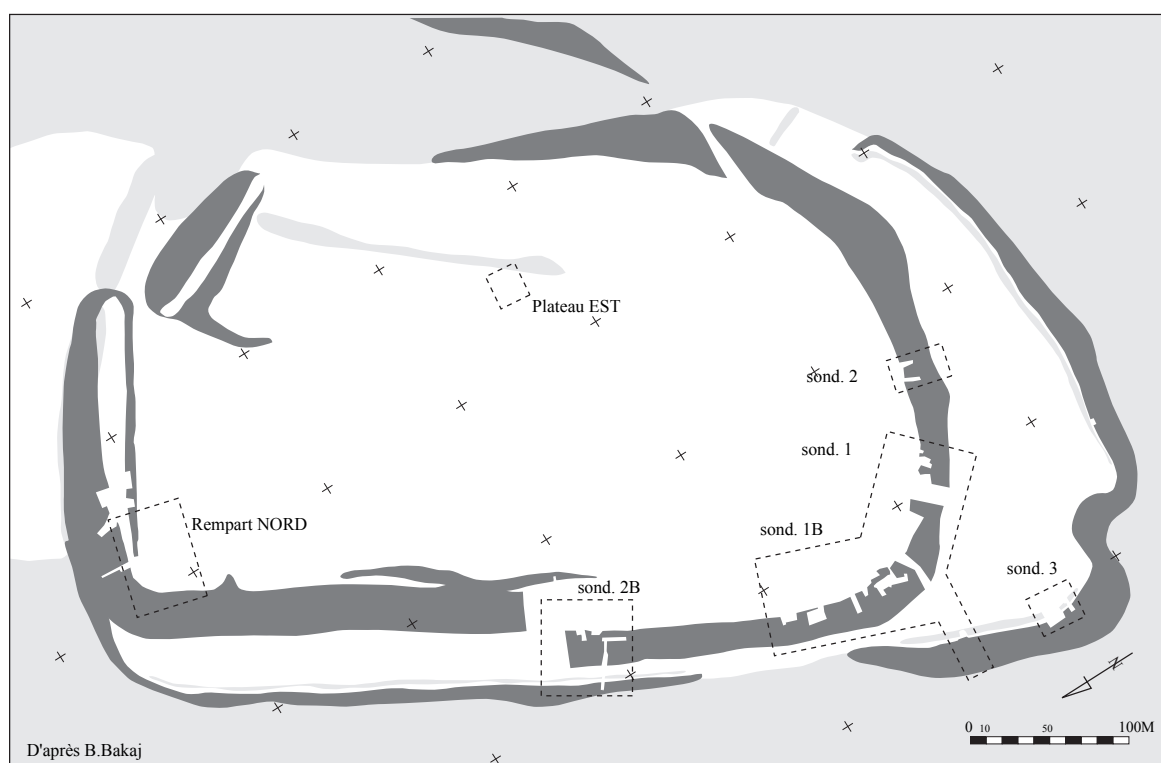 Plateau EST
sond. 2
sond. 1
Rempart NORD
sond. 1B
sond. 3
sond. 2B
N
0 10 50 100M
D'après B.Bakaj